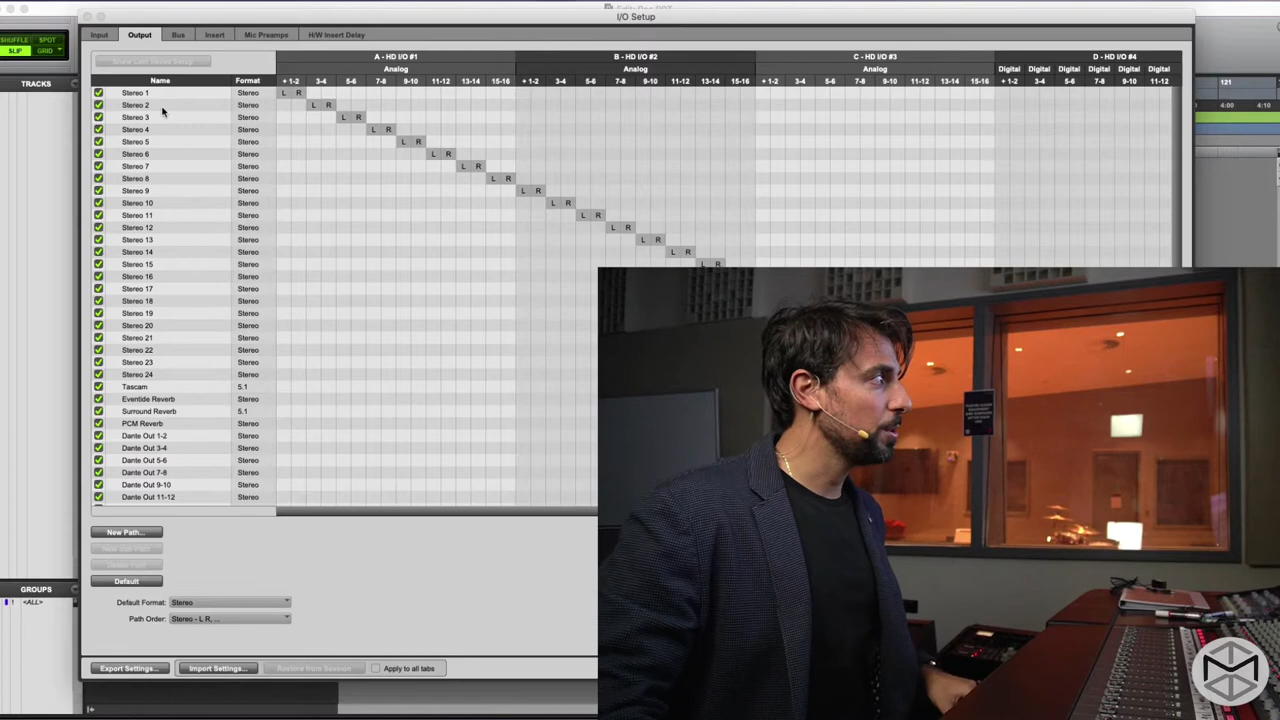 I/O Setup
SHUFFLE SPOT
SLIP GRID
Input Output Bus Insert Mic Preamps H/W Insert Delay
A - HD I/O #1 B - HD I/O #2 C - HD I/O #3 D - HD I/O #4
Analog Analog Analog Digital Digital Digital Digital Digital Digital
TRACKS
Name Format + 1-2 3-4 5-6 7-8 9-10 11-12 13-14 15-16 + 1-2 3-4 5-6 7-8 9-10 11-12 13-14 15-16 + 1-2 3-4 5-6 7-8 9-10 11-12 13-14 15-16 + 1-2 3-4 5-6 7-8 9-10 11-12
121
4:00 4:10
Stereo 1 Stereo L R
Stereo 2 Stereo L R
Stereo 3 Stereo L R
Stereo 4 Stereo L R
Stereo 5 Stereo L R
Stereo 6 Stereo L R
Stereo 7 Stereo L R
Stereo 8 Stereo L R
Stereo 9 Stereo L R
Stereo 10 Stereo L R
Stereo 11 Stereo L R
Stereo 12 Stereo L R
Stereo 13 Stereo L R
Stereo 14 Stereo L R
Stereo 15 Stereo L R
Stereo 16 Stereo
Stereo 17 Stereo
Stereo 18 Stereo
Stereo 19 Stereo
Stereo 20 Stereo
Stereo 21 Stereo
Stereo 22 Stereo
Stereo 23 Stereo
Stereo 24 Stereo
Tascam 5.1
Eventide Reverb Stereo
Surround Reverb 5.1
PCM Reverb Stereo
Dante Out 1-2 Stereo
Dante Out 3-4 Stereo
Dante Out 5-6 Stereo
Dante Out 7-8 Stereo
Dante Out 9-10 Stereo
Dante Out 11-12 Stereo
New Path...
Default
GROUPS
! <ALL>
Default Format: Stereo
Path Order: Stereo - L R, ...
Export Settings... Import Settings... Restore from Session Apply to all tabs